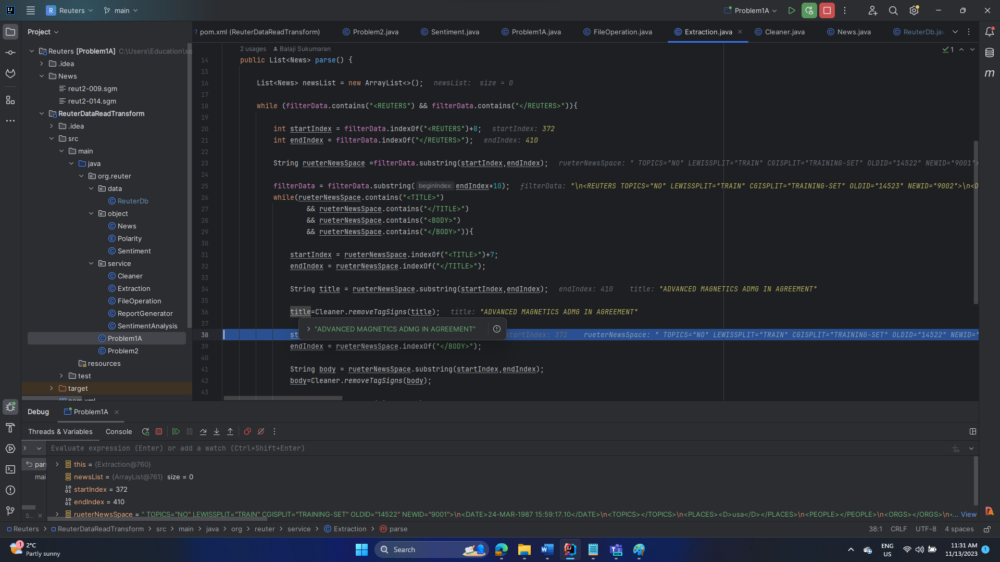 R Reuters main Problem1A
Project
pom.xml (ReuterDataReadTransform) Problem2.java Sentiment.java Problem1A.java FileOperation.java Extraction.java Cleaner.java News.java ReuterDb.jav
Reuters [Problem1A] C:\Users\Education\so
.idea
News
reut2-009.sgm
reut2-014.sgm
ReuterDataReadTransform
.idea
src
main
java
org.reuter
data
ReuterDb
object
News
Polarity
Sentiment
service
Cleaner
Extraction
FileOperation
ReportGenerator
SentimentAnalysis
Problem1A
Problem2
resources
test
target
pom.xml
2 usages Balaji Sukumaran
1
14 public List<News> parse() {
15
16 List<News> newsList = new ArrayList<>(); newsList: size = 0
17
18 while (filterData.contains("<REUTERS") && filterData.contains("</REUTERS>")){
19
20 int startIndex = filterData.indexOf("<REUTERS")+8; startIndex: 372
21 int endIndex = filterData.indexOf("</REUTERS>"); endIndex: 410
22
23 String rueterNewsSpace =filterData.substring(startIndex,endIndex); rueterNewsSpace: " TOPICS="NO" LEWISSPLIT="TRAIN" CGISPLIT="TRAINING-SET" OLDID="14522" NEWID="9001">
24
25 filterData = filterData.substring( beginIndex: endIndex+10); filterData: "\n<REUTERS TOPICS="NO" LEWISSPLIT="TRAIN" CGISPLIT="TRAINING-SET" OLDID="14523" NEWID="9002">\n<D
26 while(rueterNewsSpace.contains("<TITLE>")
27 && rueterNewsSpace.contains("</TITLE>")
28 && rueterNewsSpace.contains("<BODY>")
29 && rueterNewsSpace.contains("</BODY>")){
30
31 startIndex = rueterNewsSpace.indexOf("<TITLE>")+7;
32 endIndex = rueterNewsSpace.indexOf("</TITLE>");
33
34 String title = rueterNewsSpace.substring(startIndex,endIndex); endIndex: 410 title: "ADVANCED MAGNETICS ADMG IN AGREEMENT"
35
36 title=Cleaner.removeTagSigns(title); title: "ADVANCED MAGNETICS ADMG IN AGREEMENT"
37
"ADVANCED MAGNETICS ADMG IN AGREEMENT"
38 st startIndex: 372 rueterNewsSpace: " TOPICS="NO" LEWISSPLIT="TRAIN" CGISPLIT="TRAINING-SET" OLDID="14522" NEWID="
39 endIndex = rueterNewsSpace.indexOf("</BODY>");
40
41 String body = rueterNewsSpace.substring(startIndex,endIndex);
42 body=Cleaner.removeTagSigns(body);
43
Debug Problem1A
Threads & Variables Console
Evaluate expression (Enter) or add a watch (Ctrl+Shift+Enter)
pars
mai
S...
this = {Extraction@760}
newsList = {ArrayList@761} size = 0
startIndex = 372
endIndex = 410
rueterNewsSpace = " TOPICS="NO" LEWISSPLIT="TRAIN" CGISPLIT="TRAINING-SET" OLDID="14522" NEWID="9001">\n<DATE>24-MAR-1987 15:59:17.10</DATE>\n<TOPICS></TOPICS>\n<PLACES><D>usa</D></PLACES>\n<PEOPLE></PEOPLE>\n<ORGS></ORGS>\n<... View
Reuters > ReuterDataReadTransform > src > main > java > org > reuter > service > Extraction > parse 38:1 CRLF UTF-8 4 spaces
1 2°C
Partly sunny
Search
ENG
US
11:31 AM
11/13/2023
1